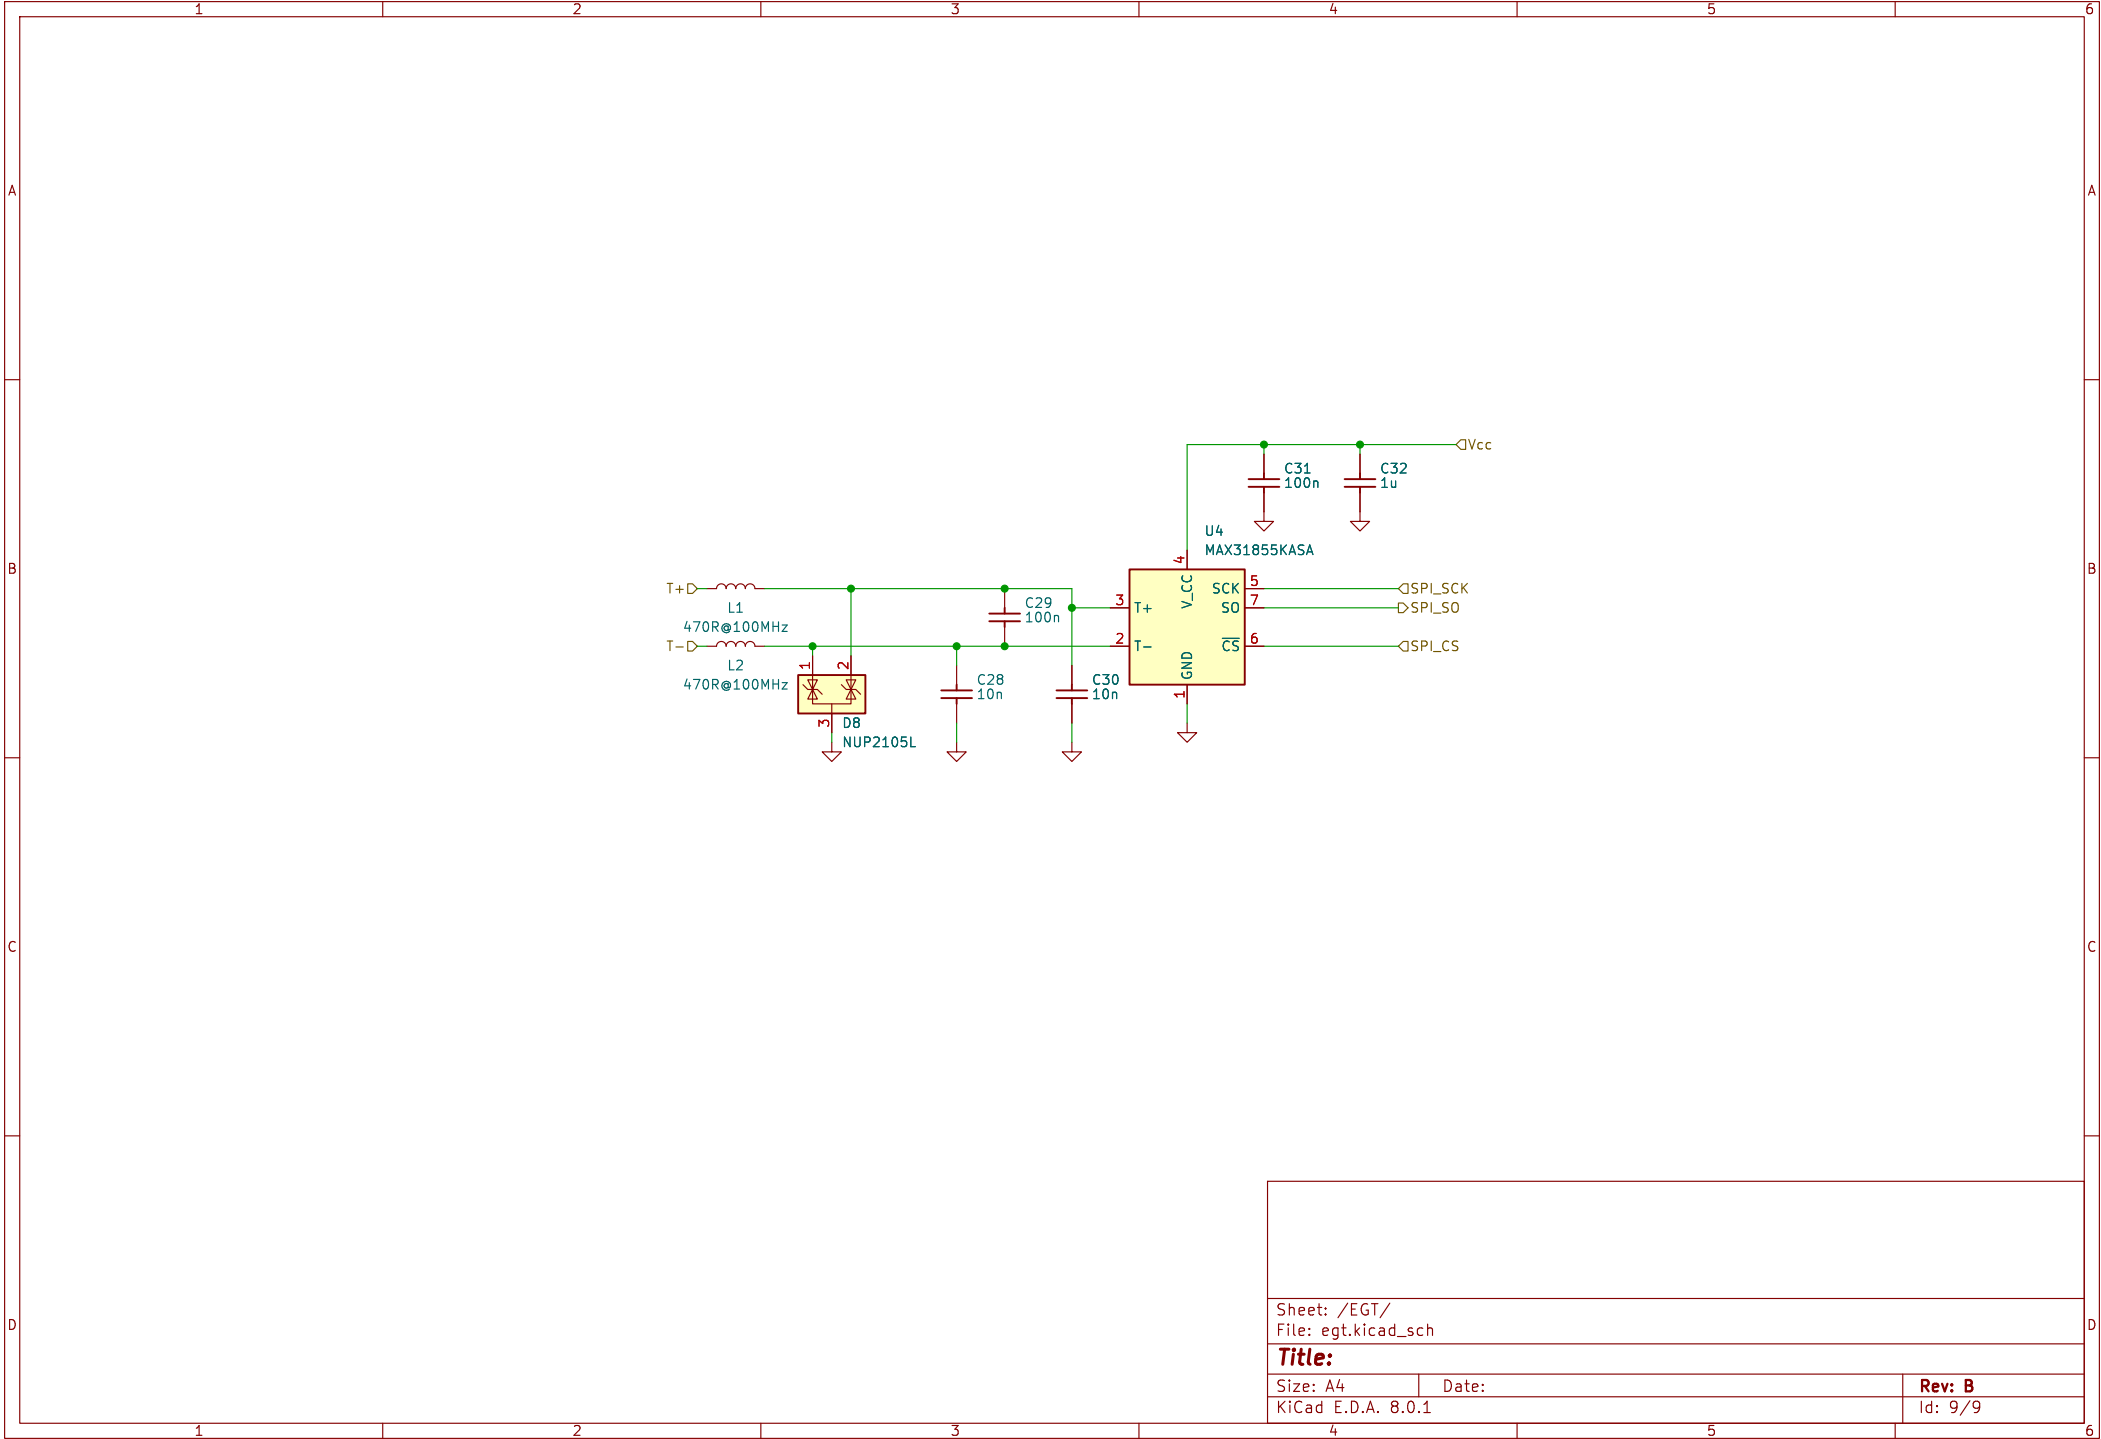 1 2 3 4 5 6
A A
Vcc
C31
100n
C32
1u
U4
MAX31855KASA
B B
T+
L1
470R@100MHz
T-
L2
470R@100MHz
C29
100n
4
V_CC
3 T+
2 T-
SCK 5
SO 7
CS 6
GND
1
SPI_SCK
SPI_SO
SPI_CS
1 2
3
D8
NUP2105L
C28
10n
C30
10n
C C
D D
Sheet: /EGT/
File: egt.kicad_sch
Title:
Size: A4 Date: Rev: B
KiCad E.D.A. 8.0.1 Id: 9/9
1 2 3 4 5 6